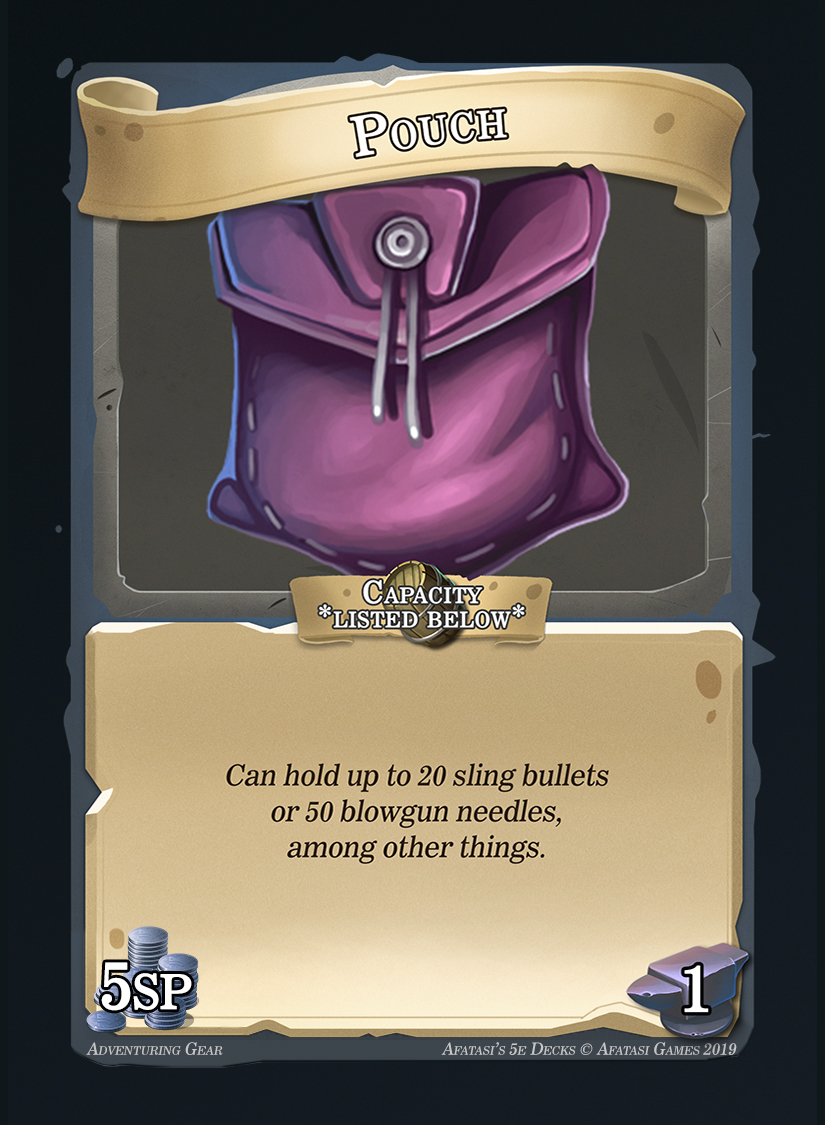 Pouch
Capacity
*listed below*
Can hold up to 20 sling bullets
or 50 blowgun needles,
among other things.
5SP
1
Adventuring Gear
Afatasi's 5e Decks © Afatasi Games 2019